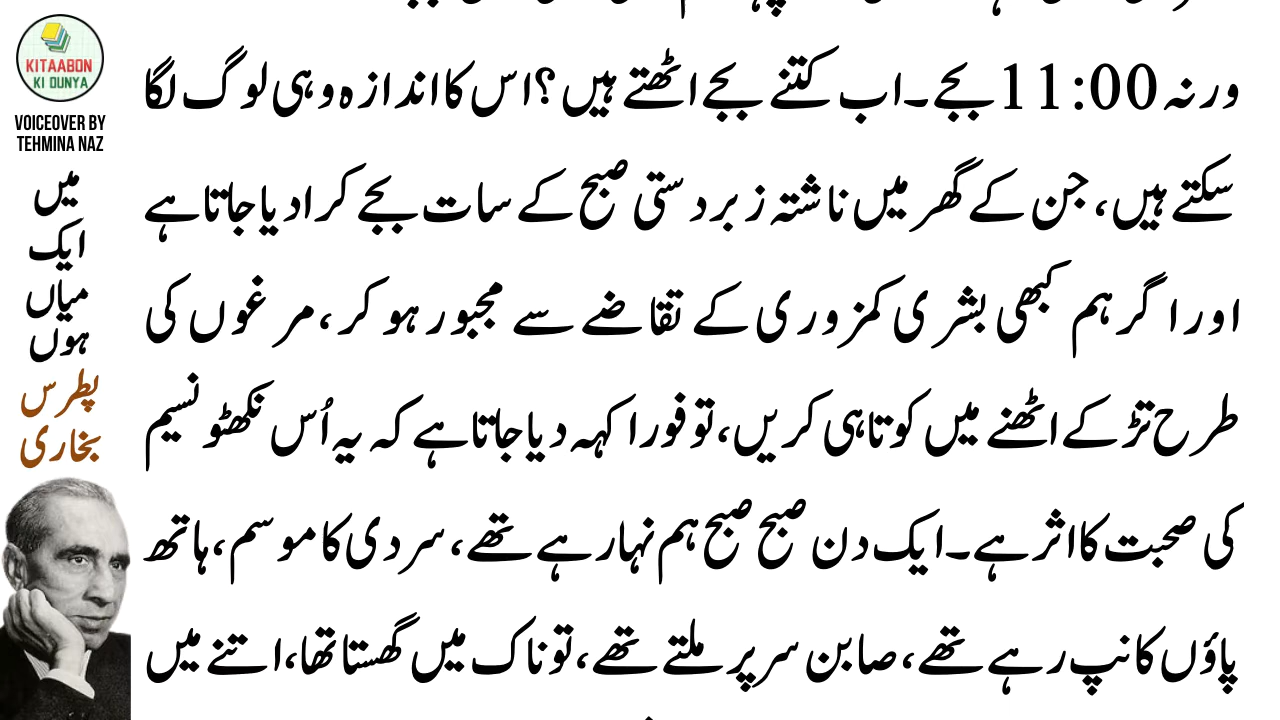 KITAABON
KI DUNYA
VOICEOVER BY
TEHMINA NAZ
میں
ایک
میاں
ہوں
پطرس
بخاری
ورنہ 11:00 بجے۔ اب کتنے بجے اٹھتے ہیں؟ اس کا اندازہ وہی لوگ لگا
سکتے ہیں، جن کے گھر میں ناشتہ زبردستی صبح کے سات بجے کرا دیا جاتا ہے
اور اگر ہم کبھی بشری کمزوری کے تقاضے سے مجبور ہو کر، مرغوں کی
طرح تڑکے اٹھنے میں کوتاہی کریں، تو فورا کہہ دیا جاتا ہے کہ یہ اُس نکھٹو نسیم
کی صحبت کا اثر ہے۔ ایک دن صبح صبح ہم نہا رہے تھے، سردی کا موسم، ہاتھ
پاؤں کانپ رہے تھے، صابن سر پر ملتے تھے، تو ناک میں گھستا تھا، اتنے میں